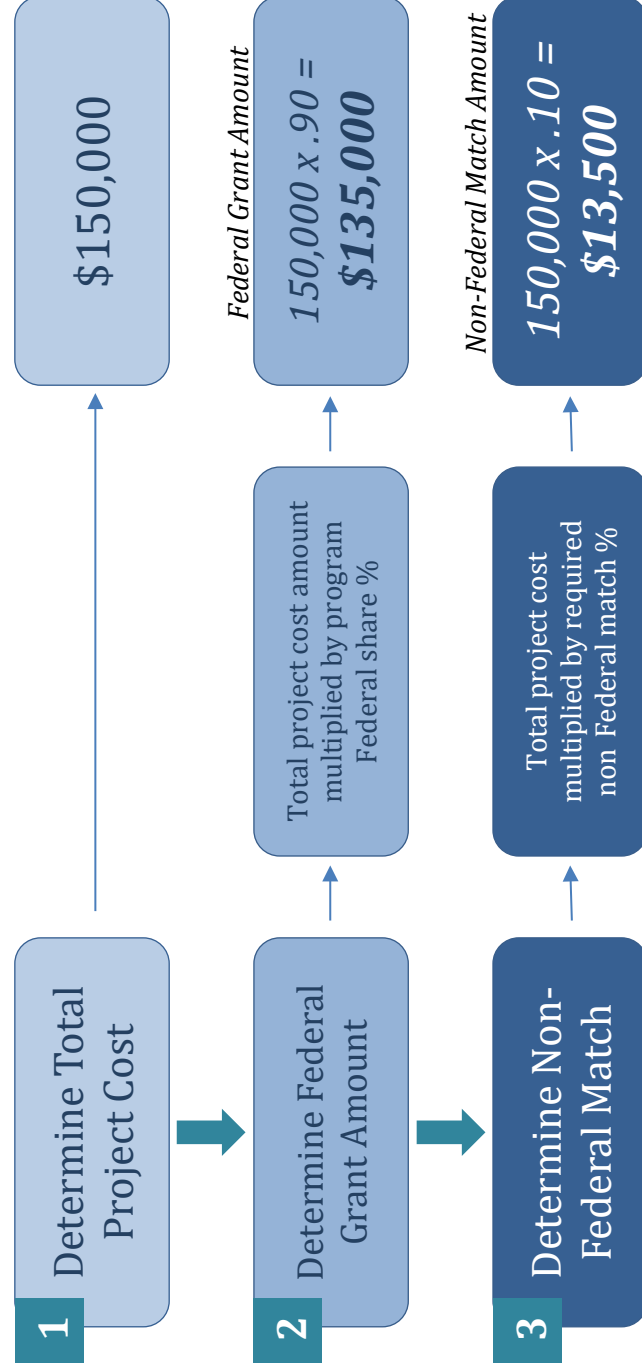 1
Determine Total
Project Cost
$150,000
2
Determine Federal
Grant Amount
Total project cost amount
multiplied by program
Federal share %
Federal Grant Amount
150,000 x .90 =
$135,000
3
Determine Non-
Federal Match
Total project cost
multiplied by required
non Federal match %
Non-Federal Match Amount
150,000 x .10 =
$13,500